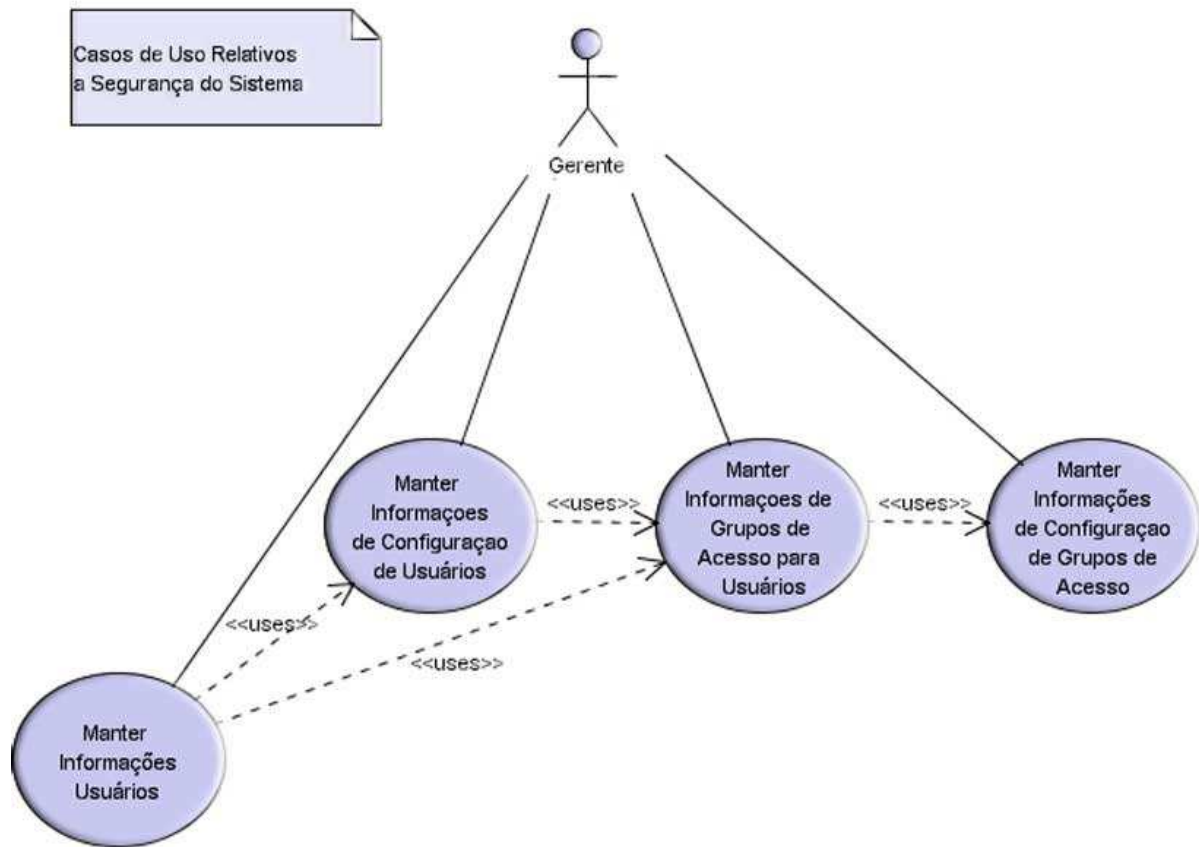 Casos de Uso Relativos
a Segurança do Sistema
Gerente
Manter
Informaçoes
de Configuraçao
de Usuários
<<uses>>
Manter
Informaçoes de
Grupos de
Acesso para
Usuários
<<uses>>
Manter
Informações
de Configuraçao
de Grupos de
Acesso
<<uses>>
<<uses>>
Manter
Informações
Usuários